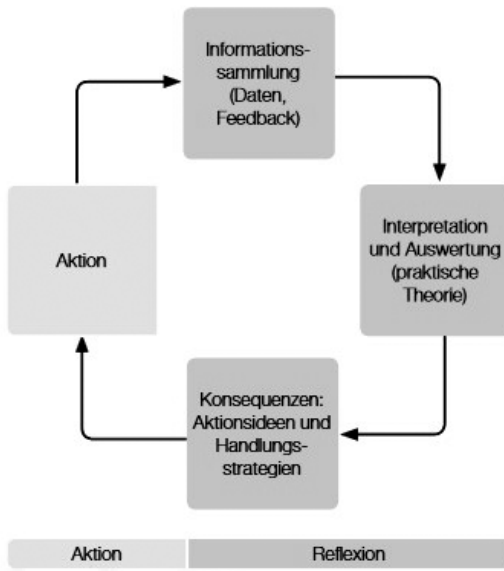 Informations-
sammlung
(Daten,
Feedback)
Aktion
Interpretation
und Auswertung
(praktische
Theorie)
Konsequenzen:
Aktionsideen und
Handlungs-
strategien
Aktion
Reflexion